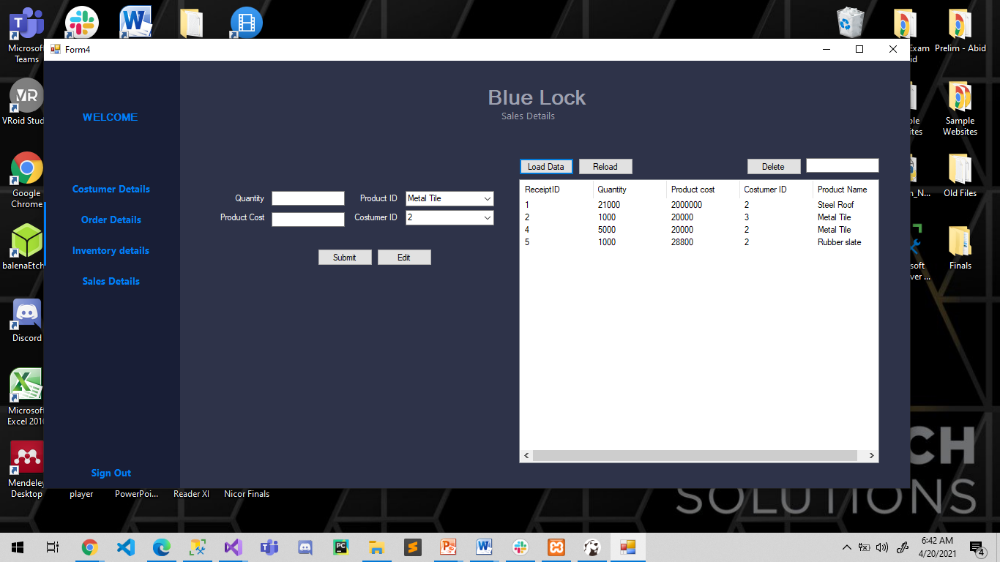 Microsof
Teams
Exam
id
Prelim - Abid
Form4
VR
VRoid Stud
ple
ites
Sample
Websites
Google
Chrome
n_N...
Old Files
balenaEtch
soft
ver ...
Finals
Discord
Microsof
Excel 2010
Mendeley
Desktop
player
PowerPoi...
Reader XI
Nicor Finals
WELCOME
Costumer Details
Order Details
Inventory details
Sales Details
Sign Out
Blue Lock
Sales Details
Quantity
Product ID
Metal Tile
Product Cost
Costumer ID
2
Submit
Edit
Load Data
Reload
Delete
ReceiptID Quantity Product cost Costumer ID Product Name
1 21000 2000000 2 Steel Roof
2 1000 20000 3 Metal Tile
4 5000 20000 2 Metal Tile
5 1000 28800 2 Rubber slate
CH
SOLUTIONS
6:42 AM
4/20/2021
4